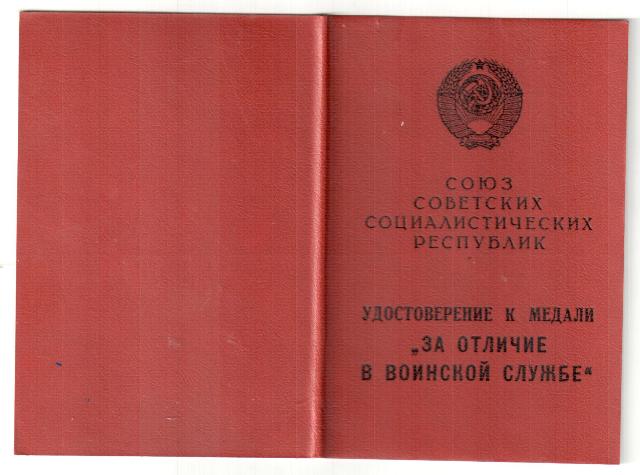 СОЮЗ
СОВЕТСКИХ
СОЦИАЛИСТИЧЕСКИХ
РЕСПУБЛИК
УДОСТОВЕРЕНИЕ К МЕДАЛИ
„ЗА ОТЛИЧИЕ
В ВОИНСКОЙ СЛУЖБЕ“